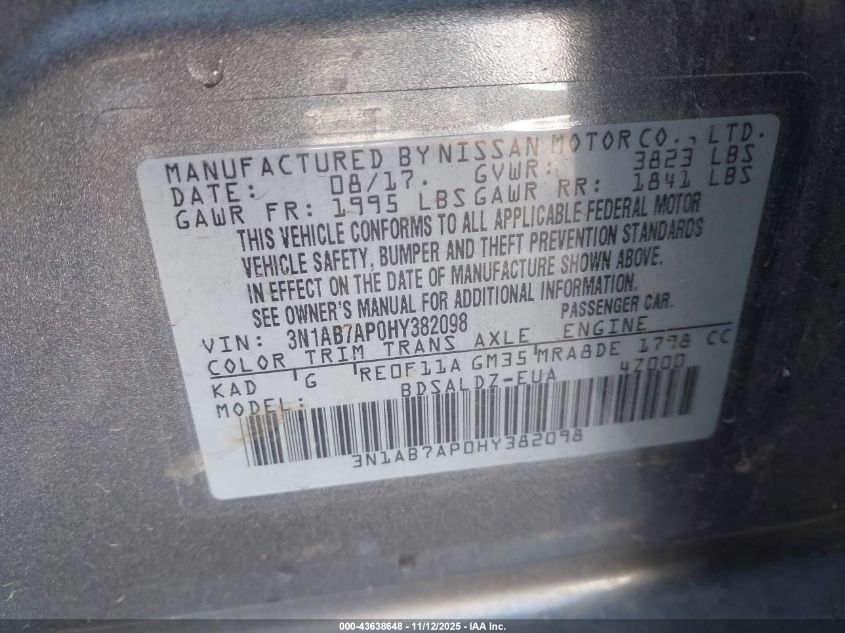 MANUFACTURED BY NISSAN MOTOR CO., LTD.
DATE: 08/17. GVWR: 3823 LBS
GAWR FR: 1995 LBS GAWR RR: 1841 LBS
THIS VEHICLE CONFORMS TO ALL APPLICABLE FEDERAL MOTOR
VEHICLE SAFETY, BUMPER AND THEFT PREVENTION STANDARDS
IN EFFECT ON THE DATE OF MANUFACTURE SHOWN ABOVE.
SEE OWNER'S MANUAL FOR ADDITIONAL INFORMATION.
VIN: 3N1AB7AP0HY382098 PASSENGER CAR.
COLOR TRIM TRANS AXLE ENGINE
KAD G RE0F11A GM35 MRA8DE 1798 CC
MODEL: BDSALDZ-EUA 4Z000
3N1AB7AP0HY382098
000-43638648 - 11/12/2025 - IAA Inc.